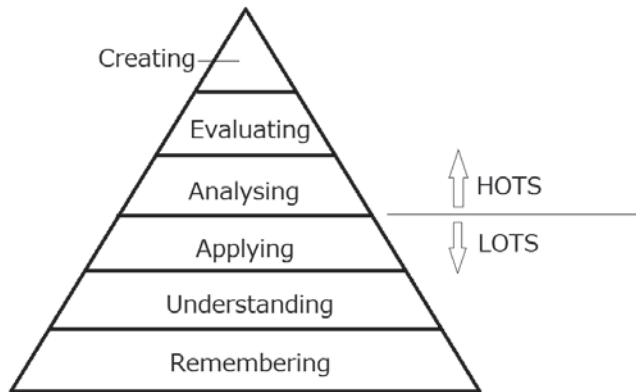 Creating
Evaluating
Analysing
HOTS
LOTS
Applying
Understanding
Remembering